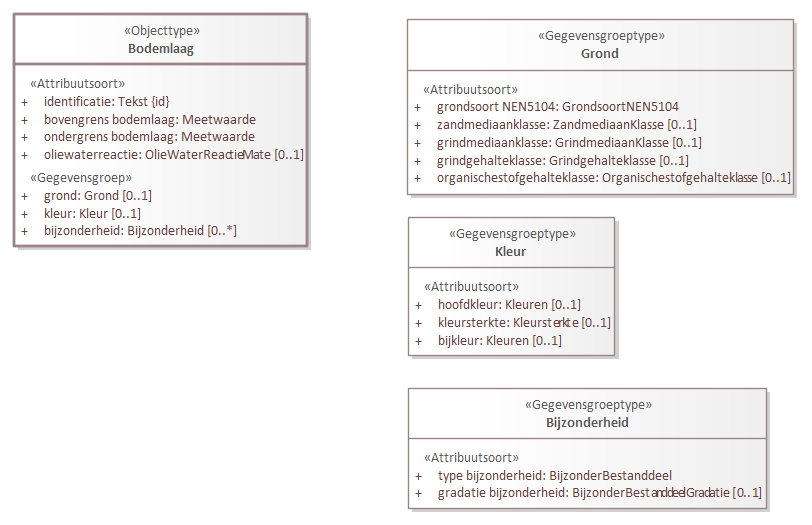 «Objecttype»
Bodemlaag
«Attribuutsoort»
+ identificatie: Tekst {id}
+ bovengrens bodemlaag: Meetwaarde
+ ondergrens bodemlaag: Meetwaarde
+ oliewaterreactie: OlieWaterReactieMate [0..1]
«Gegevensgroep»
+ grond: Grond [0..1]
+ kleur: Kleur [0..1]
+ bijzonderheid: Bijzonderheid [0..*]
«Gegevensgroeptype»
Grond
«Attribuutsoort»
+ grondsoort NEN5104: GrondsoortNEN5104
+ zandmediaanklasse: ZandmediaanKlasse [0..1]
+ grindmediaanklasse: GrindmediaanKlasse [0..1]
+ grindgehalteklasse: Grindgehalteklasse [0..1]
+ organischestofgehalteklasse: Organischestofgehalteklasse [0..1]
«Gegevensgroeptype»
Kleur
«Attribuutsoort»
+ hoofdkleur: Kleuren [0..1]
+ kleursterkte: Kleursterkte [0..1]
+ bijkleur: Kleuren [0..1]
«Gegevensgroeptype»
Bijzonderheid
«Attribuutsoort»
+ type bijzonderheid: BijzonderBestanddeel
+ gradatie bijzonderheid: BijzonderBestanddeelGradatie [0..1]